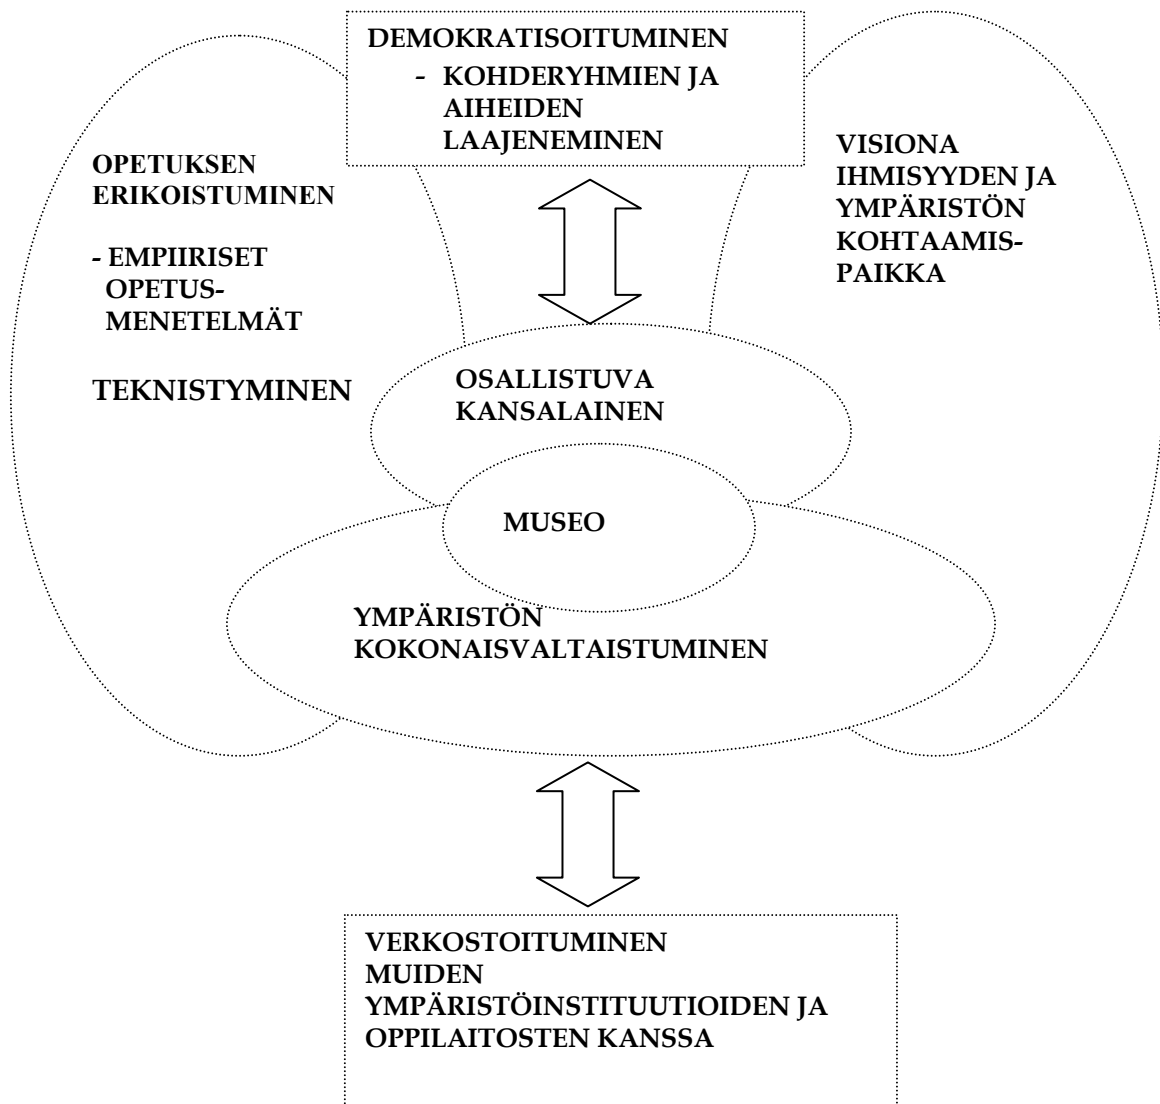 DEMOKRATISOITUMINEN
- KOHDERYHMIEN JA
AIHEIDEN
LAAJENEMINEN
OPETUKSEN
ERIKOISTUMINEN
- EMPIIRISET
OPETUS-
MENETELMÄT
TEKNISTYMINEN
VISIONA
IHMISYYDEN JA
YMPÄRISTÖN
KOHTAAMIS-
PAIKKA
OSALLISTUVA
KANSALAINEN
MUSEO
YMPÄRISTÖN
KOKONAISVALTAISTUMINEN
VERKOSTOITUMINEN
MUIDEN
YMPÄRISTÖINSTITUUTIOIDEN JA
OPPILAITOSTEN KANSSA